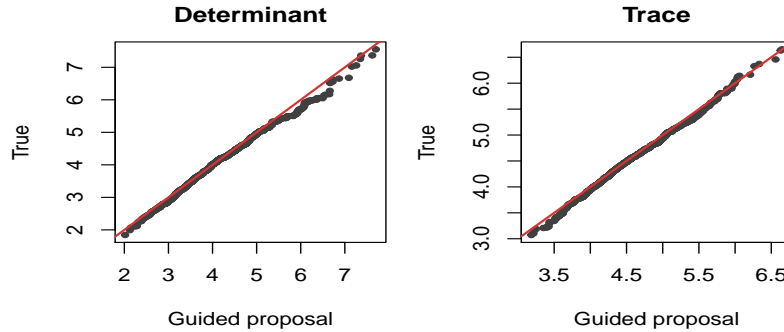 Determinant
True
7
6
5
4
3
2
2 3 4 5 6 7
Guided proposal
Trace
True
6.0
5.0
4.0
3.0
3.5 4.5 5.5 6.5
Guided proposal